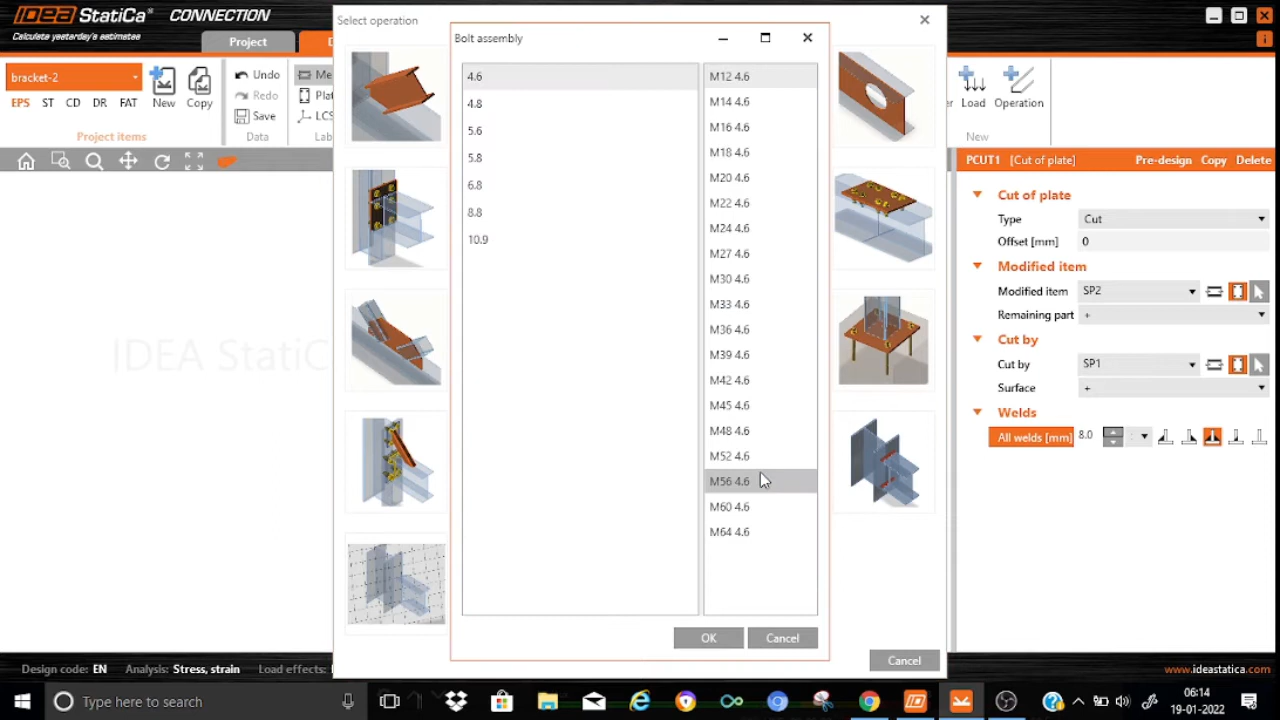 IDEA StatiCa® CONNECTION
Calculate yesterday's estimates
Project
bracket-2
EPS ST CD DR FAT
New Copy
Project items
Undo
Redo
Save
Data
Me
Plat
LCS
Lab
Select operation
Bolt assembly
4.6
4.8
5.6
5.8
6.8
8.8
10.9
M12 4.6
M14 4.6
M16 4.6
M18 4.6
M20 4.6
M22 4.6
M24 4.6
M27 4.6
M30 4.6
M33 4.6
M36 4.6
M39 4.6
M42 4.6
M45 4.6
M48 4.6
M52 4.6
M56 4.6
M60 4.6
M64 4.6
OK Cancel
Cancel
Load Operation
New
PCUT1 [Cut of plate] Pre-design Copy Delete
Cut of plate
Type Cut
Offset [mm] 0
Modified item
Modified item SP2
Remaining part +
Cut by
Cut by SP1
Surface +
Welds
All welds [mm] 8.0
IDEA StatiC
Design code: EN Analysis: Stress, strain Load effects:
www.ideastatica.com
Type here to search
06:14
19-01-2022